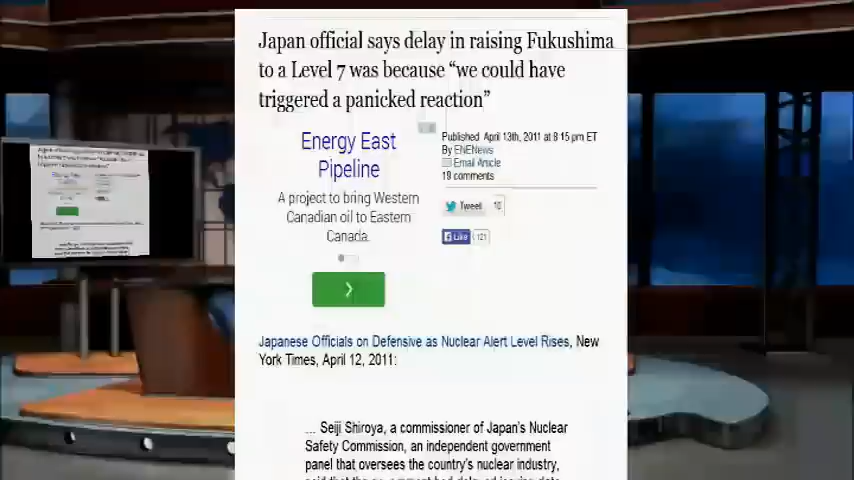 Japan official says delay in raising Fukushima
to a Level 7 was because “we could have
triggered a panicked reaction”
Energy East
Pipeline
A project to bring Western
Canadian oil to Eastern
Canada.
Published April 13th, 2011 at 8:15 pm ET
By ENENews
Email Article
19 comments
Tweet 10
Like 121
Japanese Officials on Defensive as Nuclear Alert Level Rises, New
York Times, April 12, 2011:
… Seiji Shiroya, a commissioner of Japan’s Nuclear
Safety Commission, an independent government
panel that oversees the country’s nuclear industry,